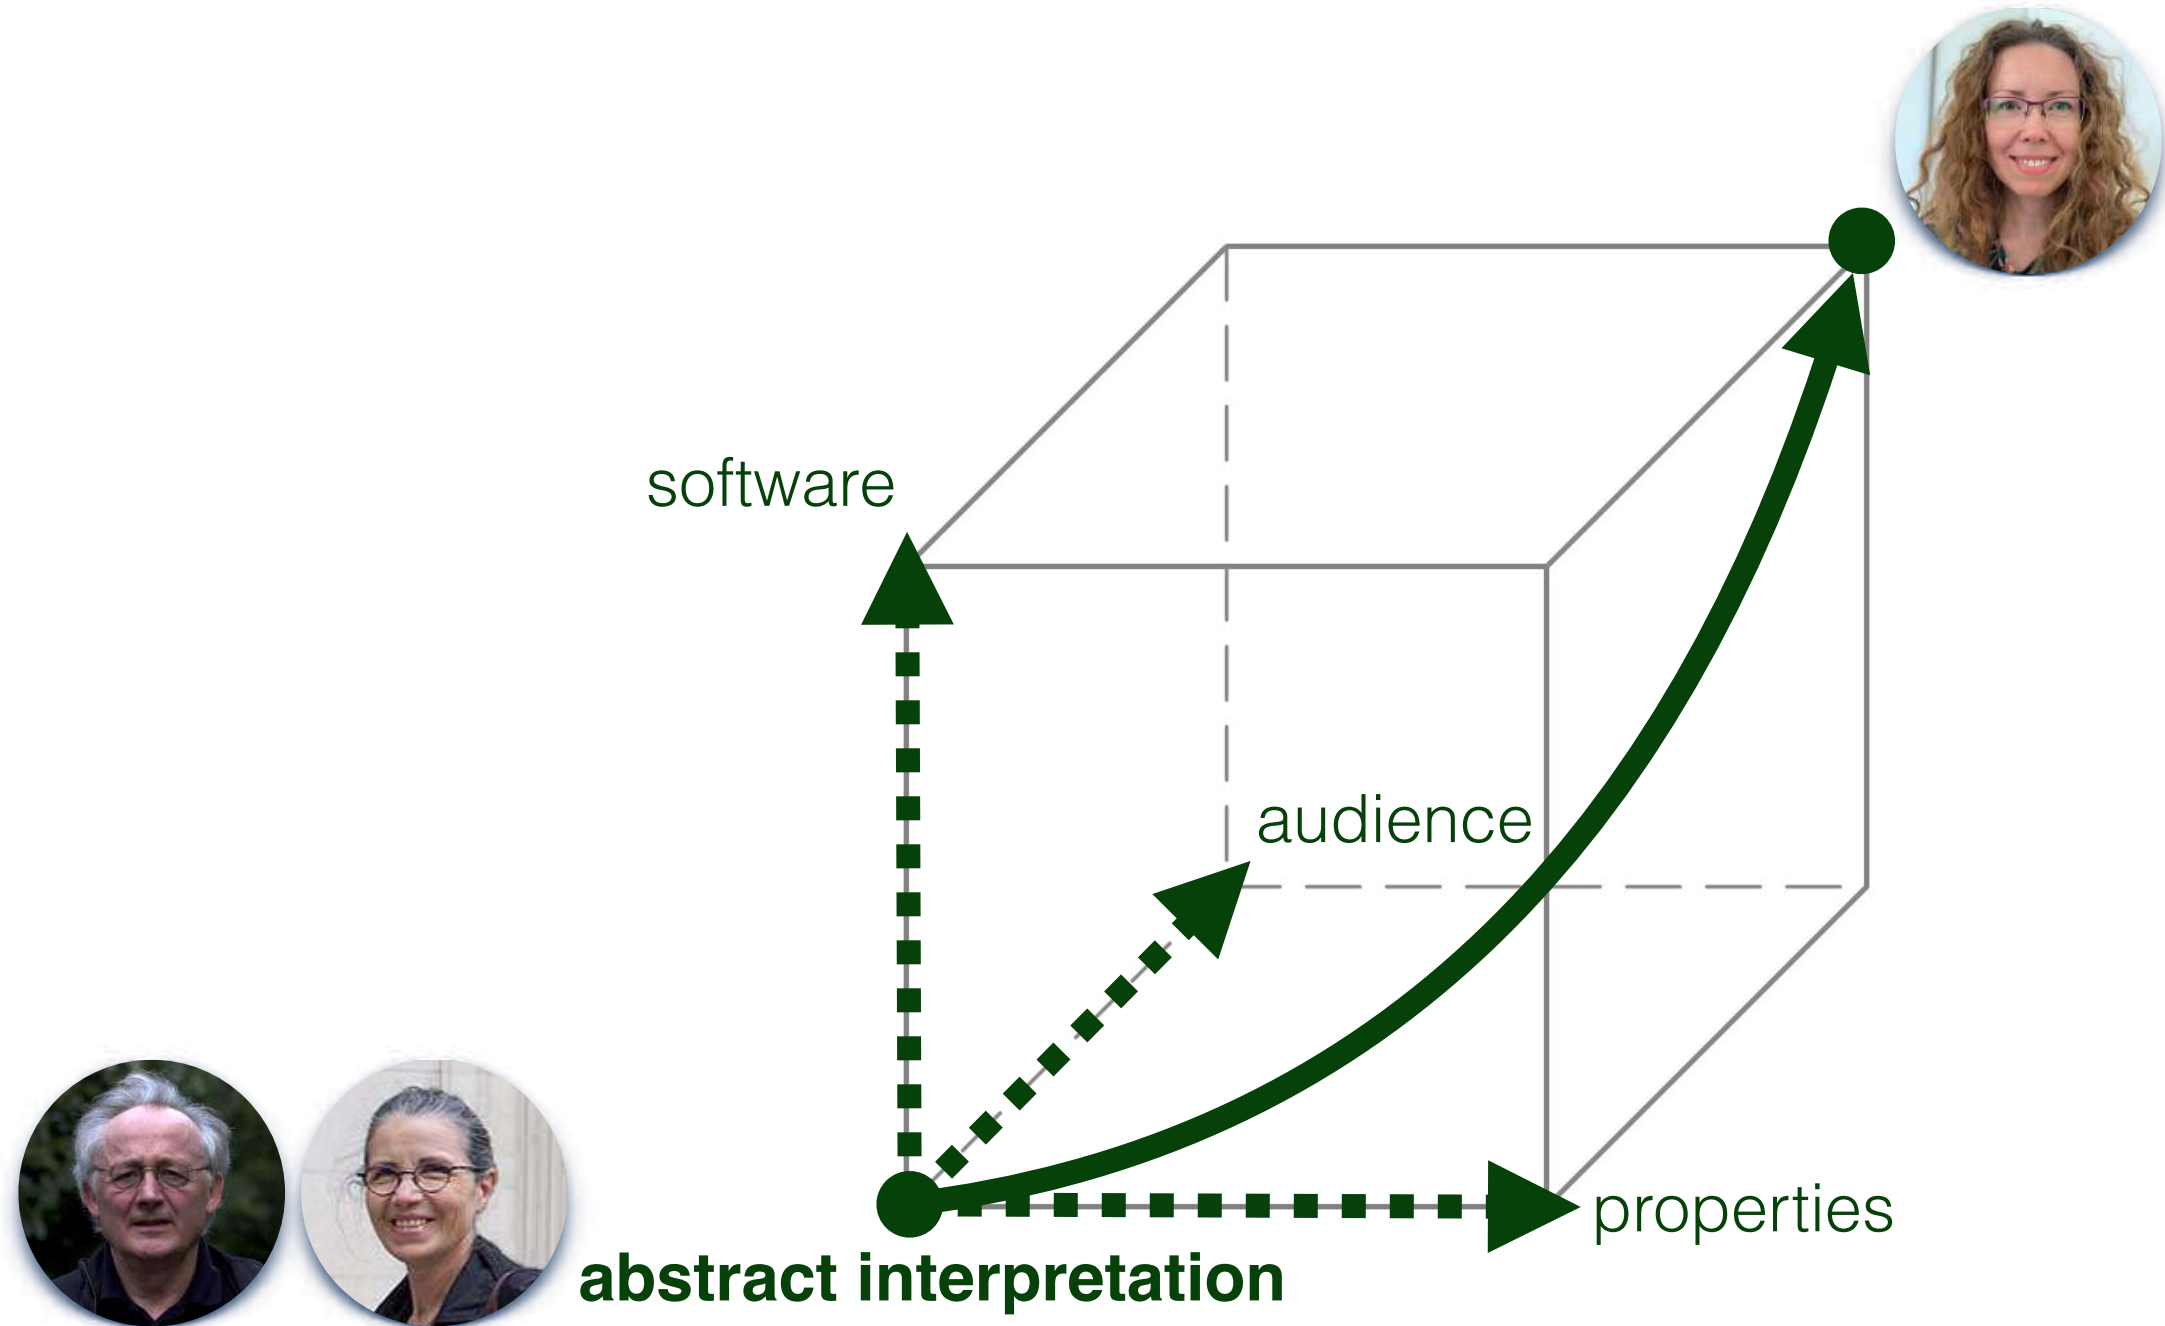 software
audience
properties
abstract interpretation